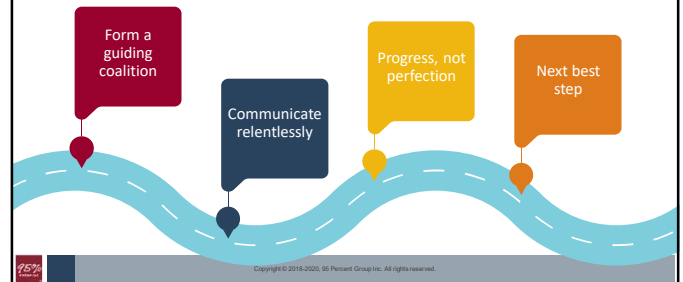 Form a
guiding
coalition
Communicate
relentlessly
Progress, not
perfection
Next best
step
95%
Copyright © 2018-2020, 95 Percent Group Inc. All rights reserved.